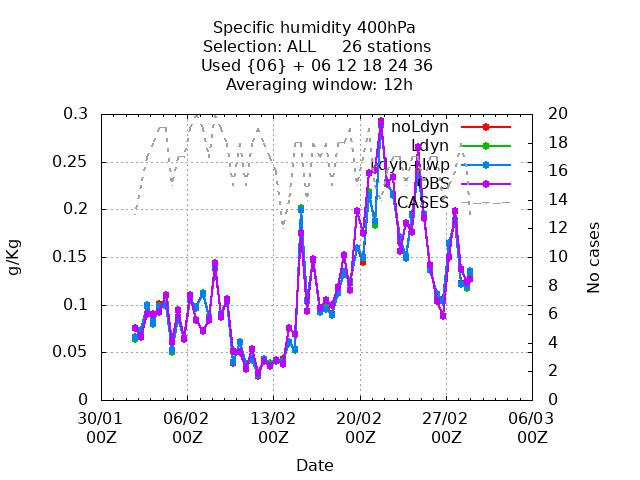 Specific humidity 400hPa
Selection: ALL 26 stations
Used {06} + 06 12 18 24 36
Averaging window: 12h
0.3
0.25
0.2
0.15
0.1
0.05
0
20
18
16
14
12
10
8
6
4
2
0
noLdyn
Ldyn
Ldyn+lwp
OBS
CASES
g/Kg
No cases
30/01 06/02 13/02 20/02 27/02 06/03
00Z 00Z 00Z 00Z 00Z 00Z
Date